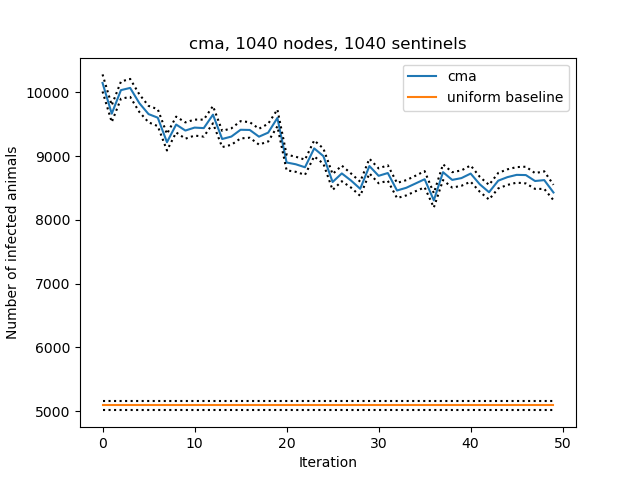 cma, 1040 nodes, 1040 sentinels
cma
uniform baseline
Number of infected animals
10000
9000
8000
7000
6000
5000
0
10
20
30
40
50
Iteration